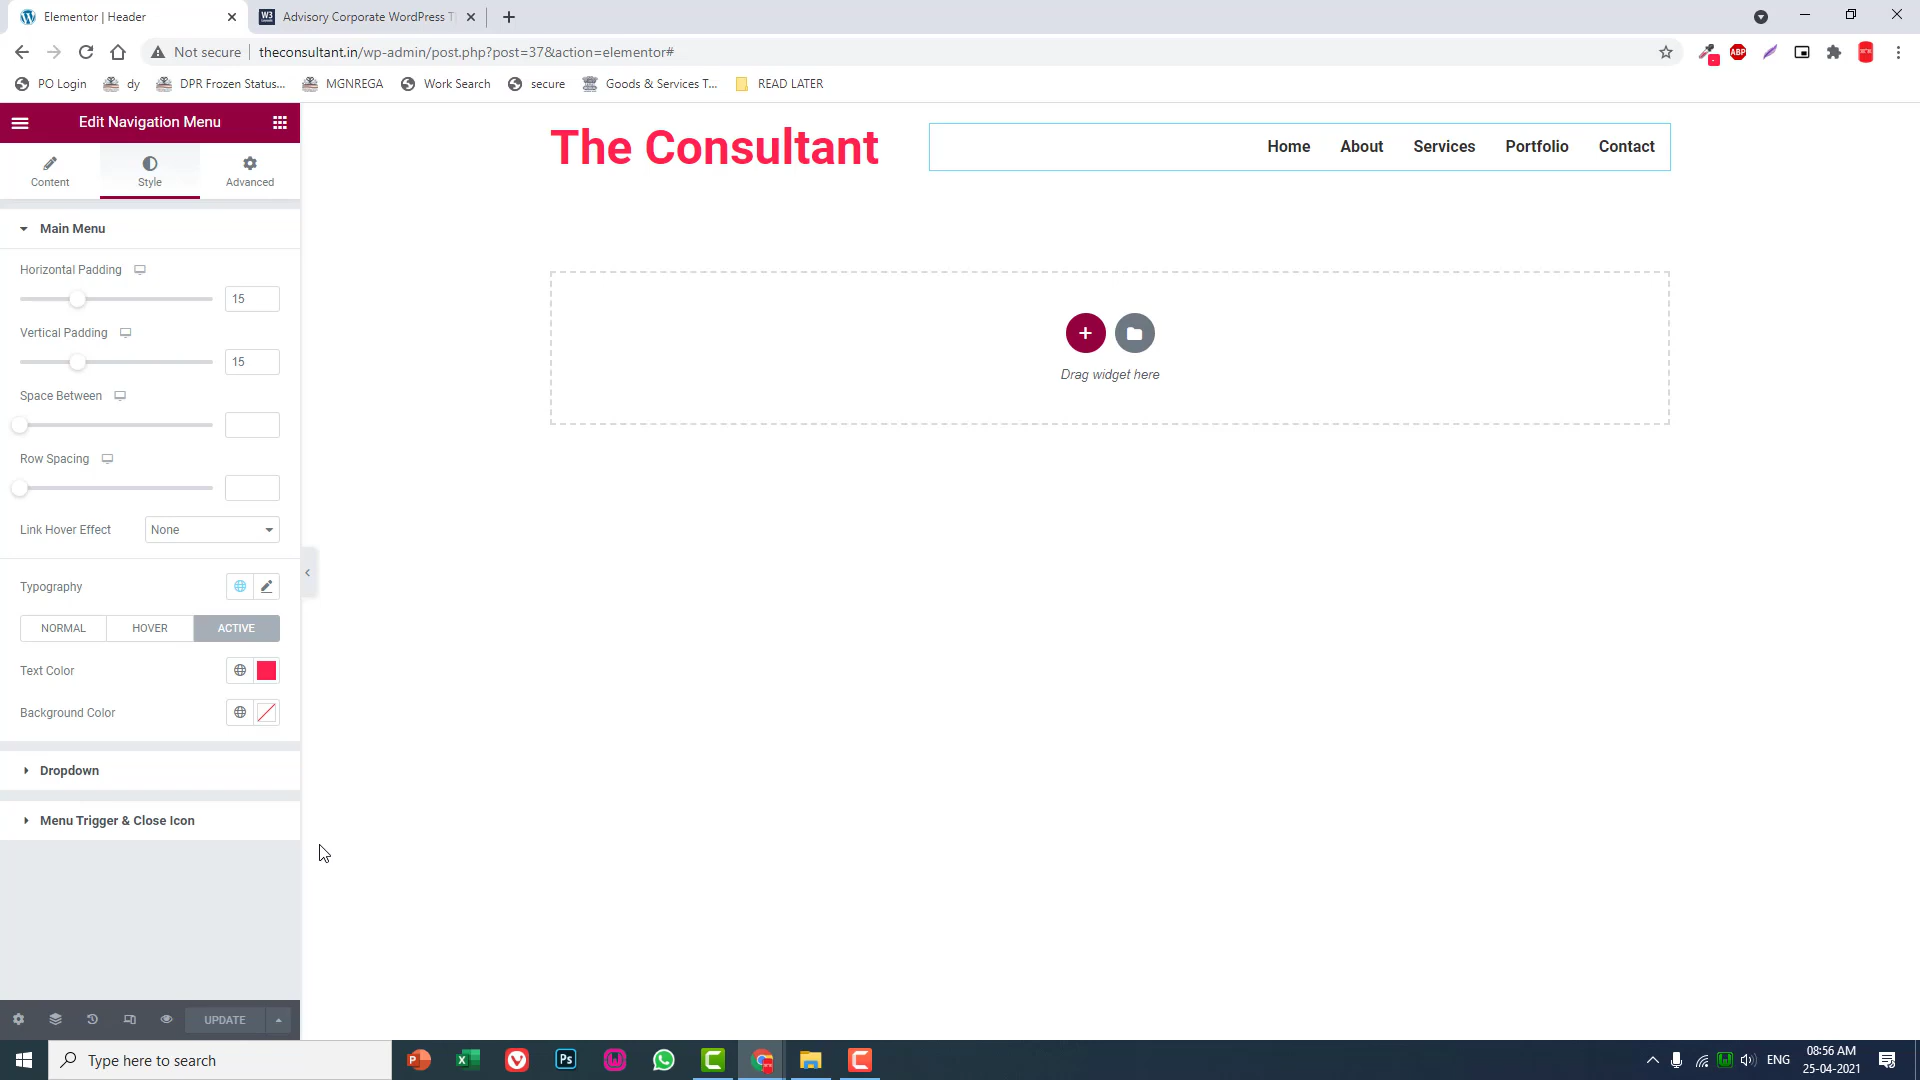 Elementor | Header
Advisory Corporate WordPress T
Not secure
theconsultant.in/wp-admin/post.php?post=37&action=elementor#
ABP
PO Login
dy
DPR Frozen Status...
MGNREGA
Work Search
secure
Goods & Services T...
READ LATER
Edit Navigation Menu
Content
Style
Advanced
The Consultant
Home
About
Services
Portfolio
Contact
Main Menu
Horizontal Padding
15
Vertical Padding
15
Space Between
Row Spacing
Link Hover Effect
None
Drag widget here
Typography
NORMAL
HOVER
ACTIVE
Text Color
Background Color
Dropdown
Menu Trigger & Close Icon
UPDATE
Type here to search
Ps
ENG
08:56 AM
25-04-2021